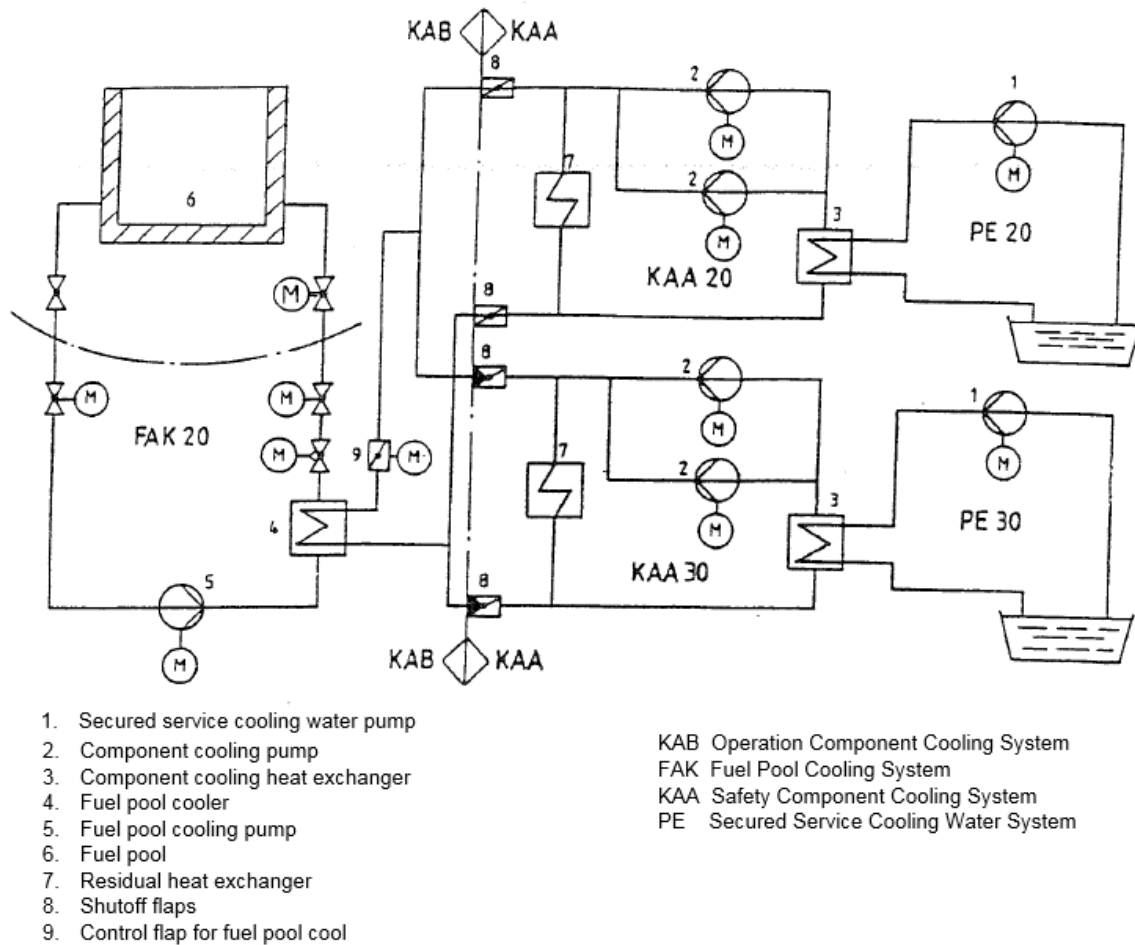 KAB KAA
8
2
1
M
M
6
7
2
M
3
PE 20
KAA 20
M
8
8
2
1
M
M
M
M
FAK 20
M
9 M
7
2
M
3
4
PE 30
KAA 30
8
5
M
KAB KAA
1. Secured service cooling water pump
2. Component cooling pump
3. Component cooling heat exchanger
4. Fuel pool cooler
5. Fuel pool cooling pump
6. Fuel pool
7. Residual heat exchanger
8. Shutoff flaps
9. Control flap for fuel pool cool
KAB Operation Component Cooling System
FAK Fuel Pool Cooling System
KAA Safety Component Cooling System
PE Secured Service Cooling Water System